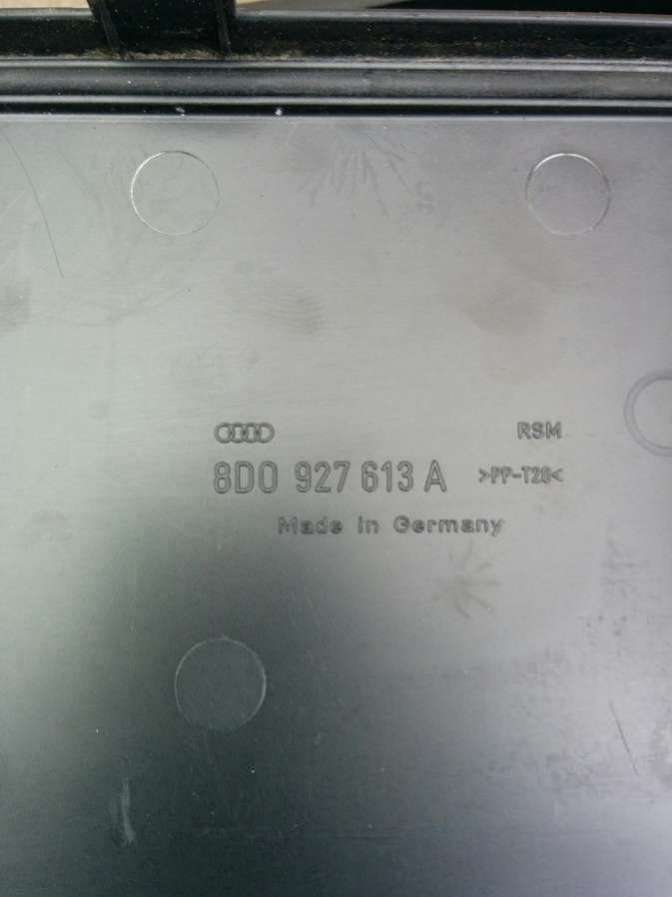 RSM
8D0 927 613 A >PP-T20<
Made in Germany